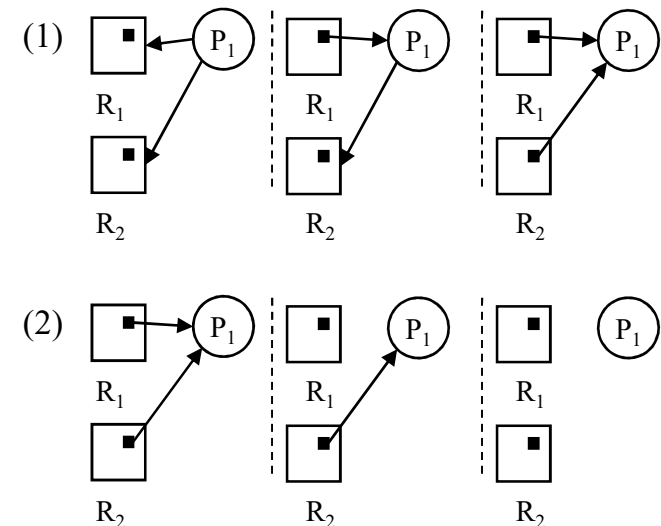 (1) P₁ P₁ P₁
R₁ R₁ R₁
R₂ R₂ R₂
(2) P₁ P₁ P₁
R₁ R₁ R₁
R₂ R₂ R₂